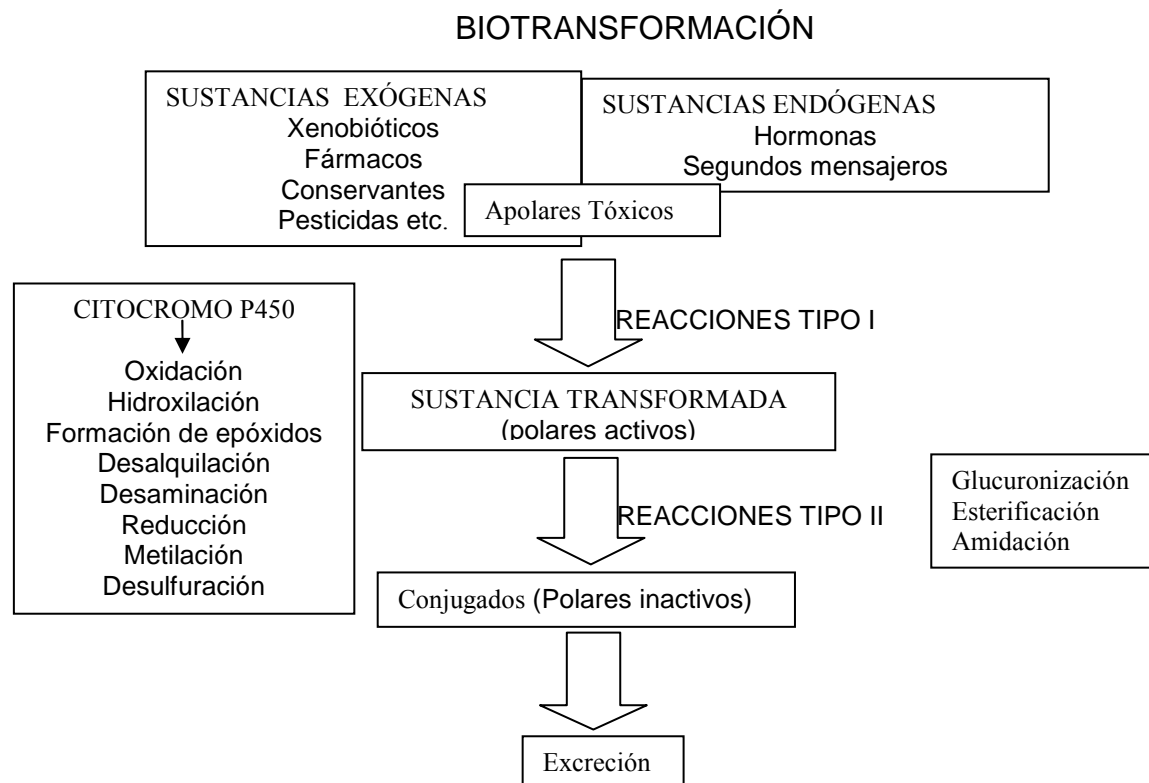 BIOTRANSFORMACIÓN
SUSTANCIAS EXÓGENAS
Xenobióticos
Fármacos
Conservantes
Pesticidas etc.
SUSTANCIAS ENDÓGENAS
Hormonas
Segundos mensajeros
Apolares Tóxicos
REACCIONES TIPO I
CITOCROMO P450
Oxidación
Hidroxilación
Formación de epóxidos
Desalquilación
Desaminación
Reducción
Metilación
Desulfuración
SUSTANCIA TRANSFORMADA
(polares activos)
REACCIONES TIPO II
Glucuronización
Esterificación
Amidación
Conjugados (Polares inactivos)
Excreción